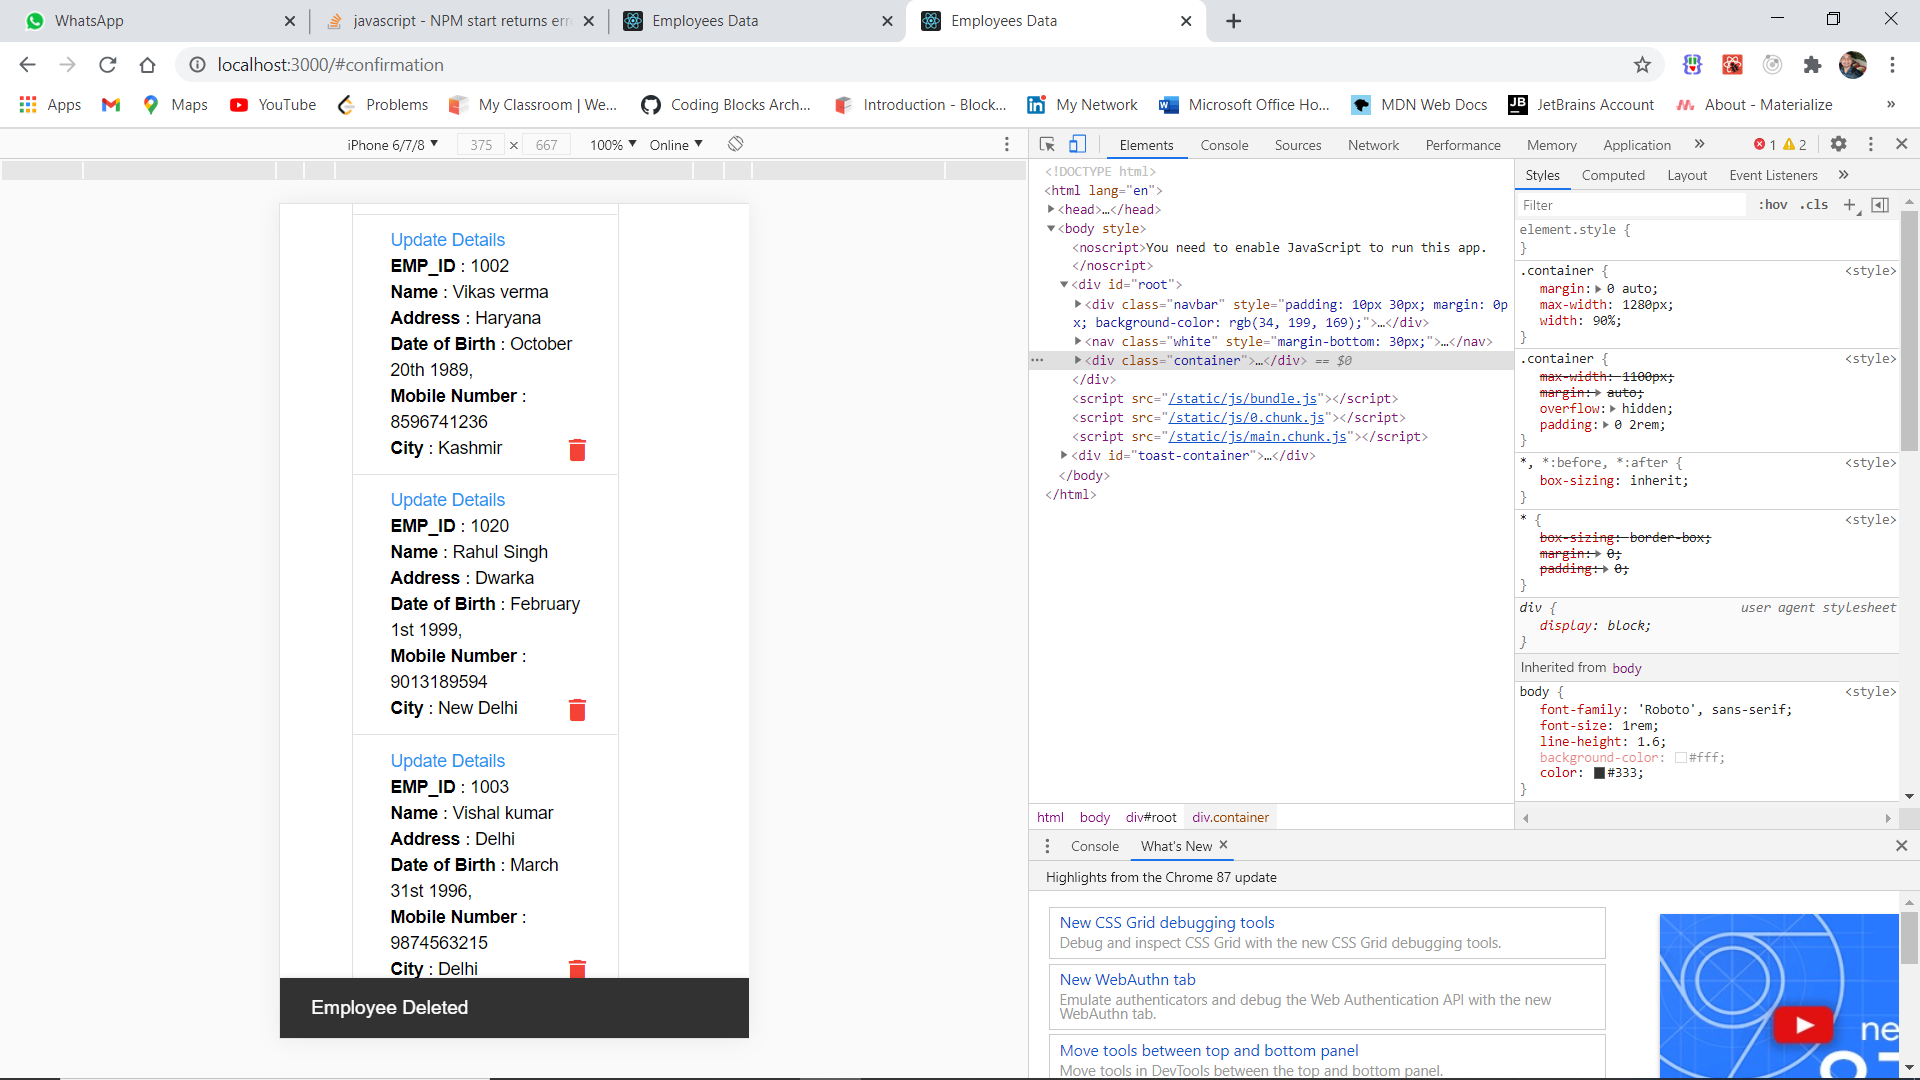 WhatsApp
javascript - NPM start returns err
Employees Data
Employees Data
localhost:3000/#confirmation
Apps
Maps
YouTube
Problems
My Classroom | We...
Coding Blocks Arch...
Introduction - Block...
My Network
Microsoft Office Ho...
MDN Web Docs
JetBrains Account
About - Materialize
»
iPhone 6/7/8 375 × 667 100% Online
Update Details
EMP_ID : 1002
Name : Vikas verma
Address : Haryana
Date of Birth : October
20th 1989,
Mobile Number :
8596741236
City : Kashmir
Update Details
EMP_ID : 1020
Name : Rahul Singh
Address : Dwarka
Date of Birth : February
1st 1999,
Mobile Number :
9013189594
City : New Delhi
Update Details
EMP_ID : 1003
Name : Vishal kumar
Address : Delhi
Date of Birth : March
31st 1996,
Mobile Number :
9874563215
City : Delhi
Employee Deleted
Elements Console Sources Network Performance Memory Application » 1 2
<!DOCTYPE html>
<html lang="en">
<head>…</head>
<body style>
<noscript>You need to enable JavaScript to run this app.
</noscript>
<div id="root">
<div class="navbar" style="padding: 10px 30px; margin: 0p
x; background-color: rgb(34, 199, 169);">…</div>
<nav class="white" style="margin-bottom: 30px;">…</nav>
<div class="container">…</div> == $0
</div>
<script src="/static/js/bundle.js"></script>
<script src="/static/js/0.chunk.js"></script>
<script src="/static/js/main.chunk.js"></script>
<div id="toast-container">…</div>
</body>
</html>
html body div#root div.container
Styles Computed Layout Event Listeners »
Filter :hov .cls +
element.style {
}
.container { <style>
margin: 0 auto;
max-width: 1280px;
width: 90%;
}
.container { <style>
max-width: 1100px;
margin: auto;
overflow: hidden;
padding: 0 2rem;
}
*, *:before, *:after { <style>
box-sizing: inherit;
}
* { <style>
box-sizing: border-box;
margin: 0;
padding: 0;
}
div { user agent stylesheet
display: block;
}
Inherited from body
body { <style>
font-family: 'Roboto', sans-serif;
font-size: 1rem;
line-height: 1.6;
background-color: #fff;
color: #333;
}
Console What's New
Highlights from the Chrome 87 update
New CSS Grid debugging tools
Debug and inspect CSS Grid with the new CSS Grid debugging tools.
New WebAuthn tab
Emulate authenticators and debug the Web Authentication API with the new
WebAuthn tab.
Move tools between top and bottom panel
Move tools in DevTools between the top and bottom panel.
ne